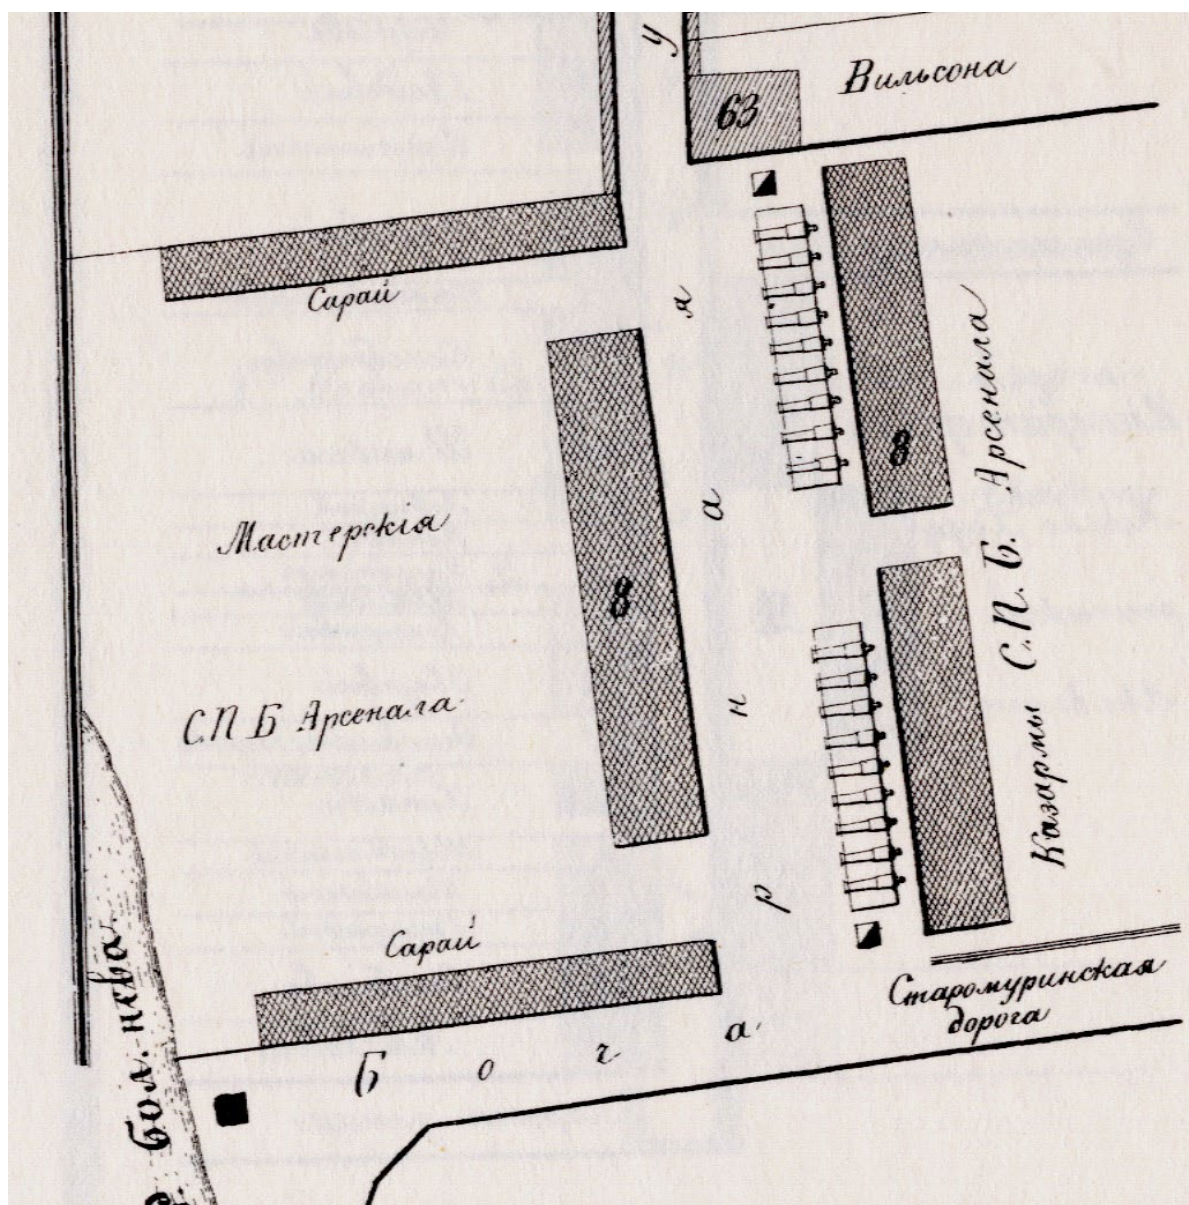 у
63
Вильсона
Сарай
я
а
н
р
а
г
о
Б
8
8
Мастерскія
С.П.Б. Арсенала
Казармы С.П.Б. Арсенала
Сарай
Старомуринская
дорога
Бол. нева